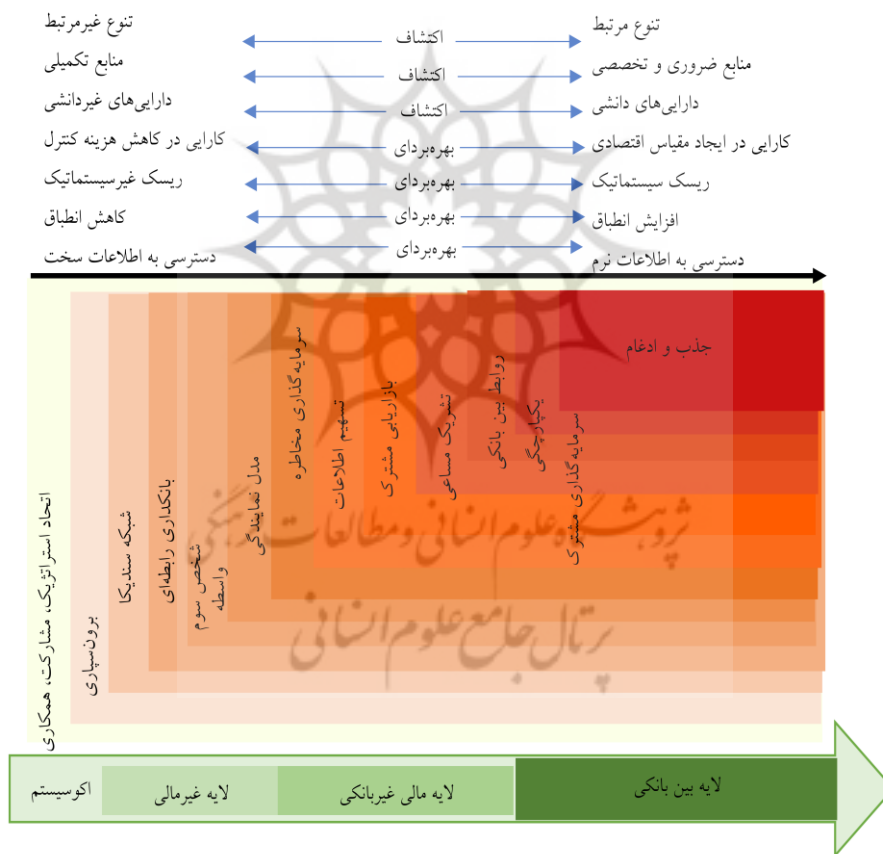 تنوع مرتبط اکتشاف تنوع غیرمرتبط
منابع ضروری و تخصصی اکتشاف منابع تکمیلی
دارایی‌های دانشی اکتشاف دارایی‌های غیردانشی
کارایی در ایجاد مقیاس اقتصادی بهره‌بردای کارایی در کاهش هزینه کنترل
ریسک سیستماتیک بهره‌بردای ریسک غیرسیستماتیک
افزایش انطباق بهره‌بردای کاهش انطباق
دسترسی به اطلاعات نرم بهره‌بردای دسترسی به اطلاعات سخت
جذب و ادغام
سرمایه‌گذاری مشترک
یکپارچگی
روابط بین بانکی
تشریک مساعی
بازاریابی مشترک
تسهیم اطلاعات
سرمایه‌گذاری مخاطره
مدل نمایندگی
واسطه
شخص سوم
بانکداری رابطه‌ای
شبکه سندیکا
برون‌سپاری
اتحاد استراتژیک، مشارکت، همکاری
پژوهشگاه علوم انسانی و مطالعات فرهنگی
پرتال جامع علوم انسانی
لایه بین بانکی
لایه مالی غیربانکی
لایه غیرمالی
اکوسیستم